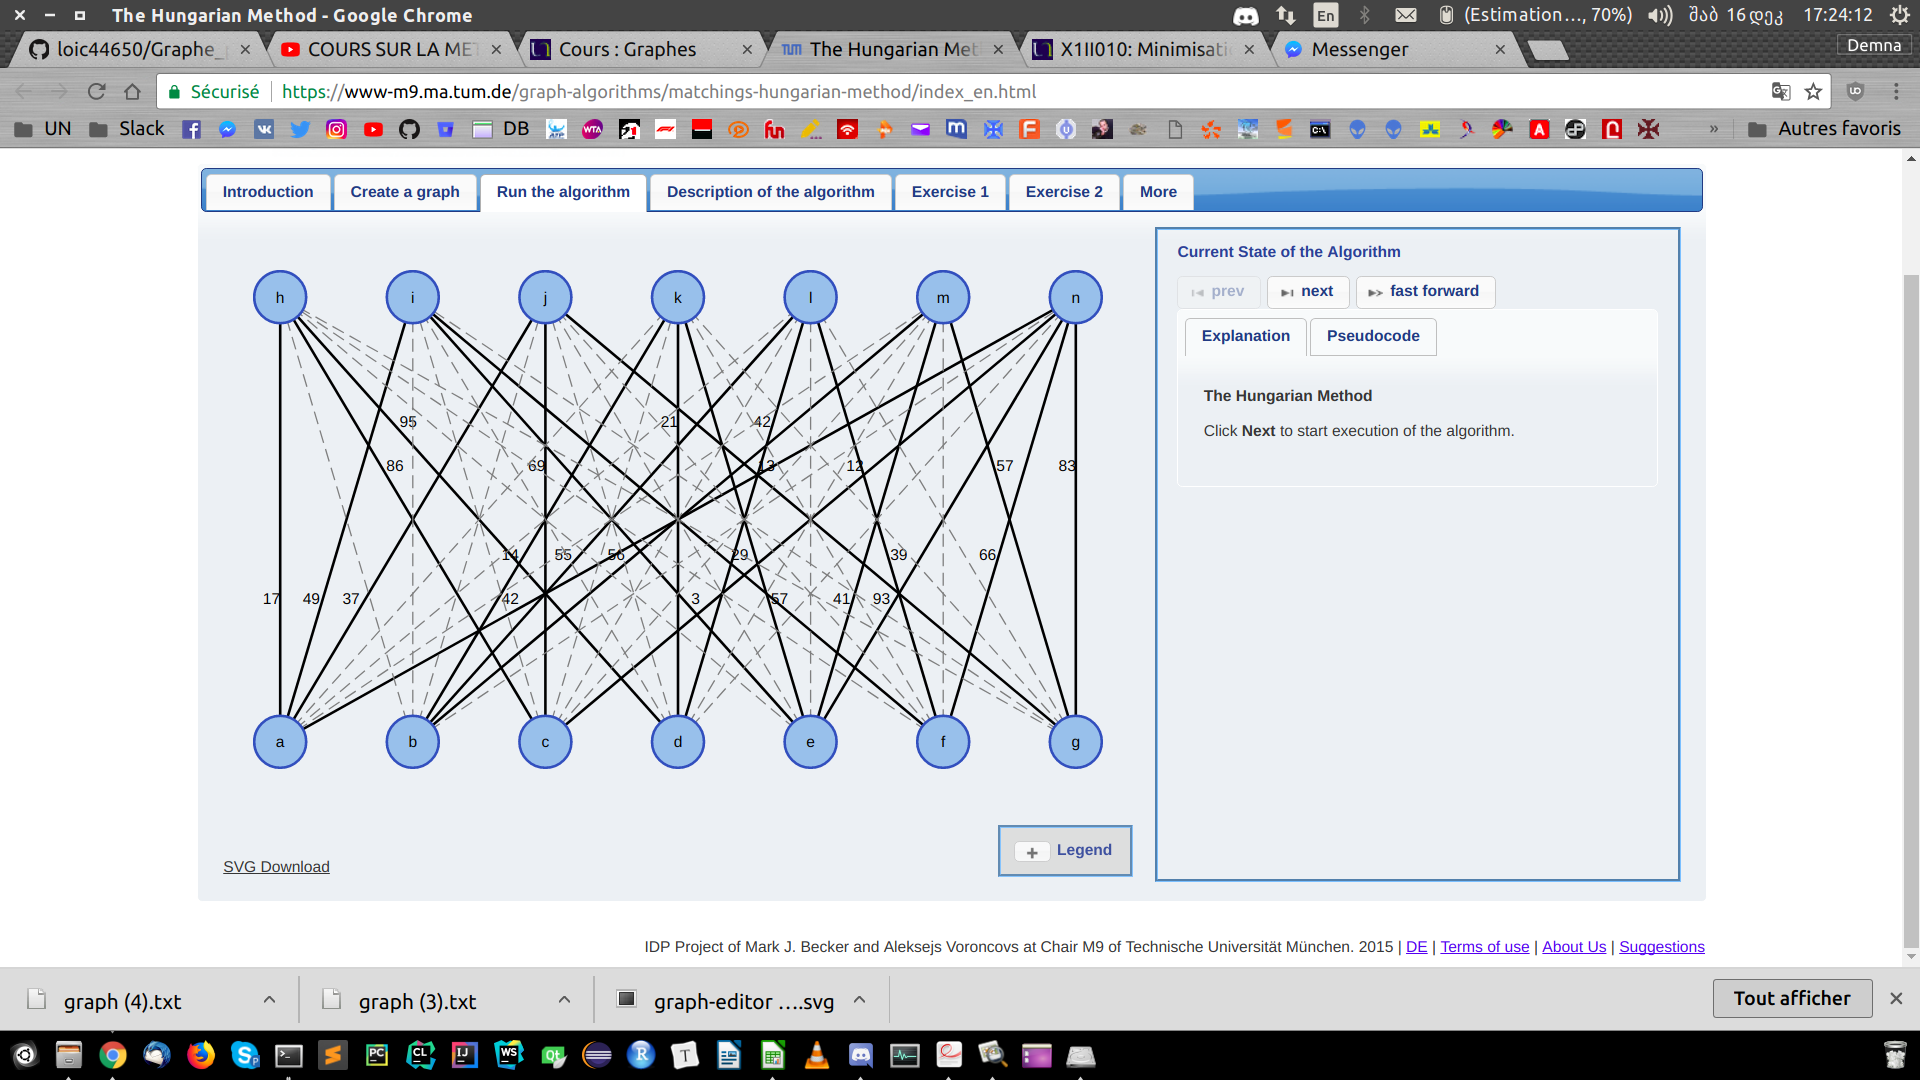 The Hungarian Method - Google Chrome
En
(Estimation..., 70%)
შაბ 16 დეკ 17:24:12
loic44650/Graphe_
COURS SUR LA ME
Cours : Graphes
TUM The Hungarian Met
X1II010: Minimisati
Messenger
Demna
Sécurisé
https://www-m9.ma.tum.de/graph-algorithms/matchings-hungarian-method/index_en.html
UN
Slack
DB
»
Autres favoris
Introduction
Create a graph
Run the algorithm
Description of the algorithm
Exercise 1
Exercise 2
More
h i j k l m n
95 21 42
86 69 13 12 57 83
14 55 56 29 39 66
17 49 37 42 3 57 41 93
a b c d e f g
SVG Download
+ Legend
Current State of the Algorithm
prev
next
fast forward
Explanation
Pseudocode
The Hungarian Method
Click Next to start execution of the algorithm.
IDP Project of Mark J. Becker and Aleksejs Voroncovs at Chair M9 of Technische Universität München. 2015 | DE | Terms of use | About Us | Suggestions
graph (4).txt
graph (3).txt
graph-editor ....svg
Tout afficher